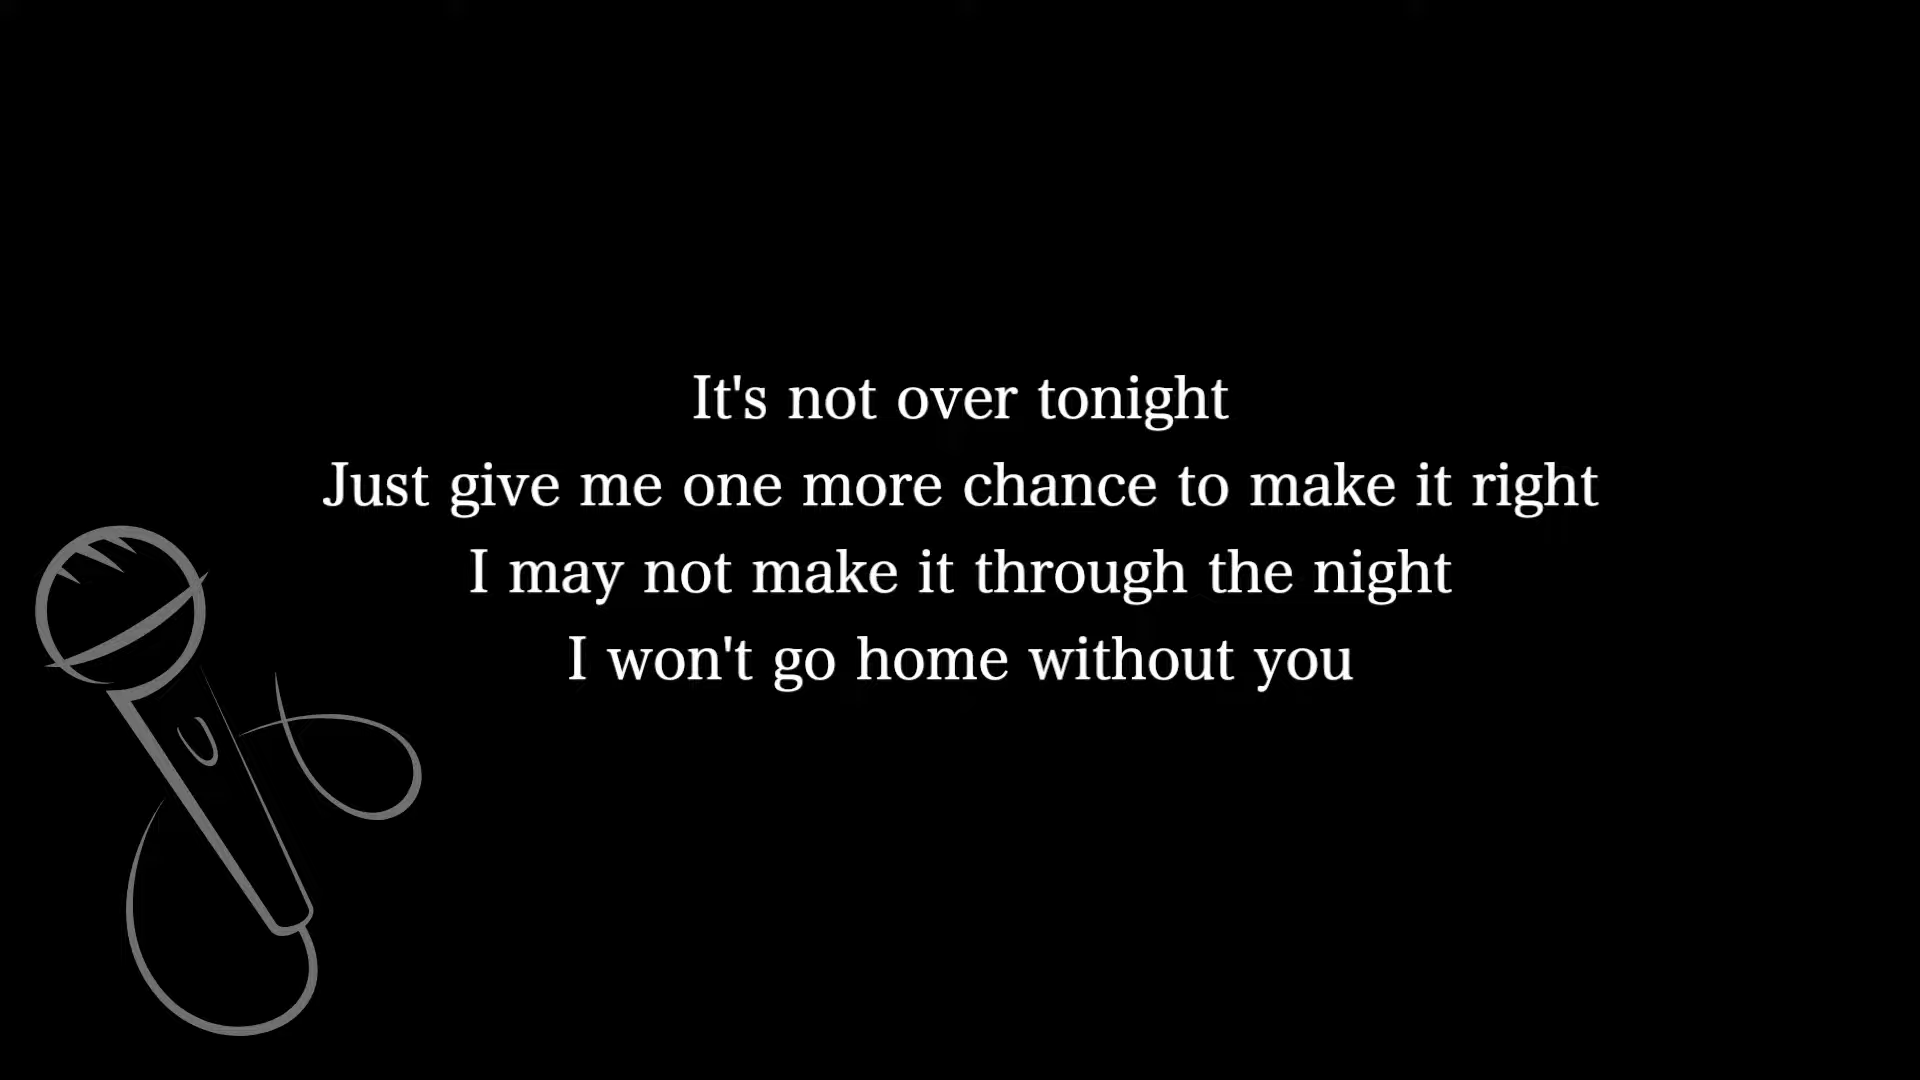 It's not over tonight
Just give me one more chance to make it right
I may not make it through the night
I won't go home without you